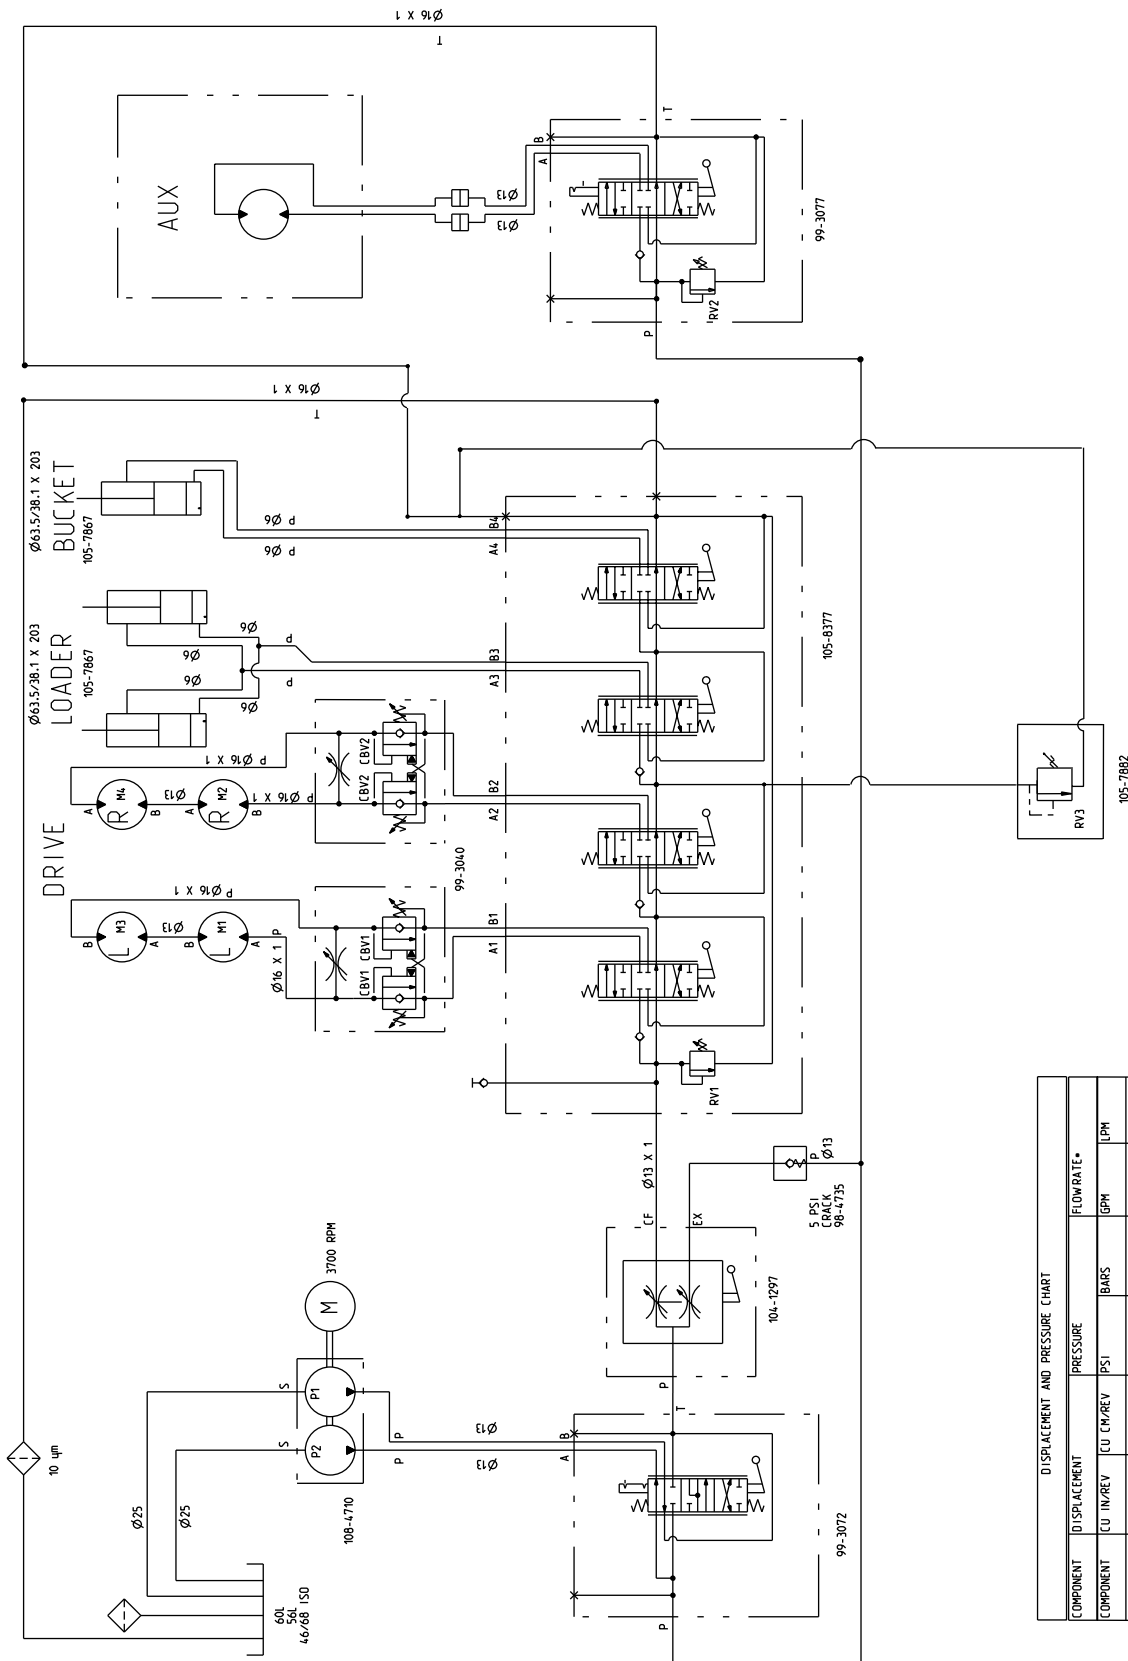 Ø16 X 1
T
AUX
Ø13
Ø13
A
B
T
P
RV2
99-3077
Ø16 X 1
T
Ø63.5/38.1 X 203
BUCKET
105-7867
P Ø6
P Ø6
A4
B4
Ø63.5/38.1 X 203
LOADER
105-7867
Ø6
Ø6
Ø6
Ø6
P
P
A3
B3
105-8377
DRIVE
P Ø16 X 1
A
R
M4
B
Ø13
A
R
M2
B
P Ø16 X 1
CBV2
CBV2
A2
B2
99-3040
P Ø16 X 1
B
L
M3
A
Ø13
B
L
M1
A
Ø16 X 1 P
CBV1
CBV1
A1
B1
RV1
RV3
105-7882
Ø13 X 1
CF
EX
P
Ø13
5 PSI
CRACK
98-4735
104-1297
P
3700 RPM
M
P1
P2
S
S
108-4710
10 µm
Ø25
Ø25
60L
56L
46/68 ISO
P
P
Ø13
Ø13
A
B
T
P
99-3072
DISPLACEMENT AND PRESSURE CHART
COMPONENT DISPLACEMENT PRESSURE FLOWRATE*
COMPONENT CU IN/REV CU CM/REV PSI BARS GPM LPM